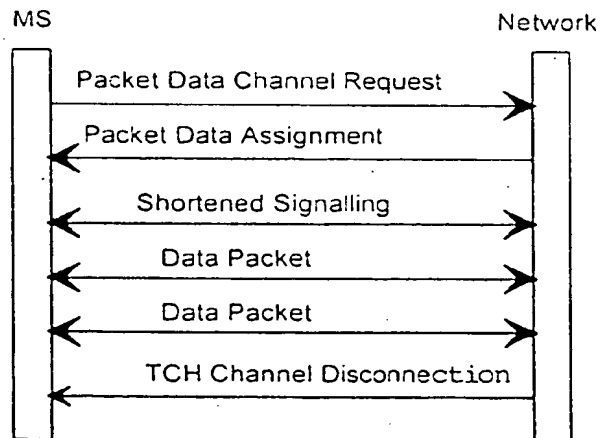 MS
Network
Packet Data Channel Request
Packet Data Assignment
Shortened Signalling
Data Packet
Data Packet
TCH Channel Disconnection